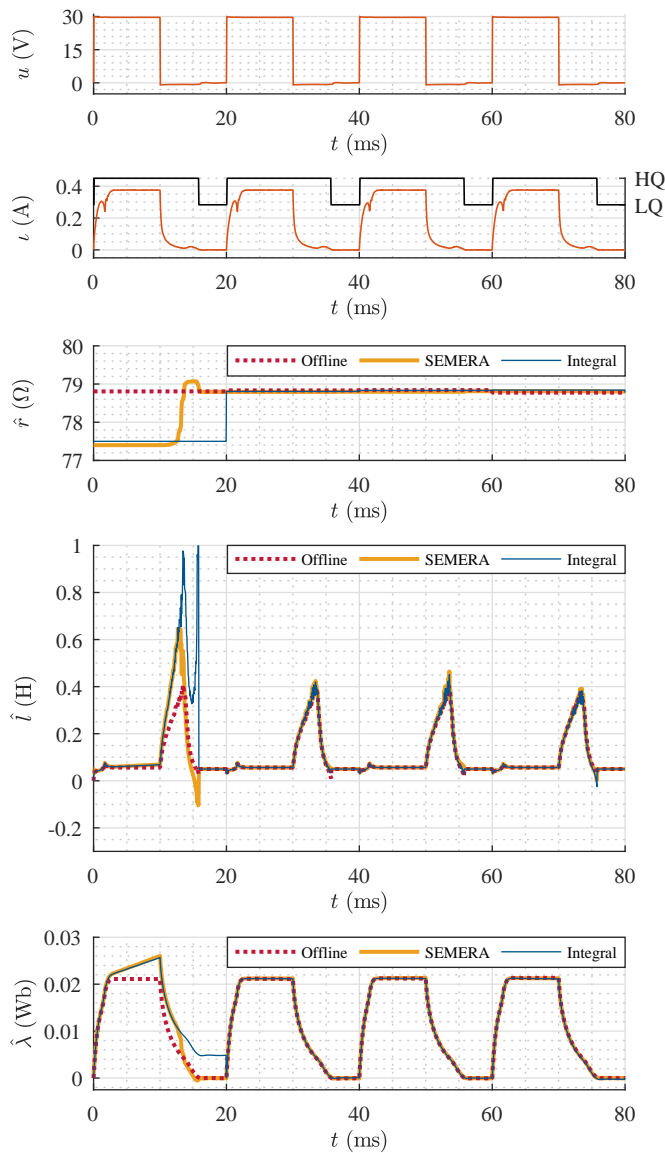 30
15
0
u (V)
0 20 40 60 80
t (ms)
0.4
0.2
0
ι (A)
HQ
LQ
0 20 40 60 80
t (ms)
80
79
78
77
r̂ (Ω)
Offline SEMERA Integral
0 20 40 60 80
t (ms)
1
0.8
0.6
0.4
0.2
0
-0.2
l̂ (H)
Offline SEMERA Integral
0 20 40 60 80
t (ms)
0.03
0.02
0.01
0
λ̂ (Wb)
Offline SEMERA Integral
0 20 40 60 80
t (ms)